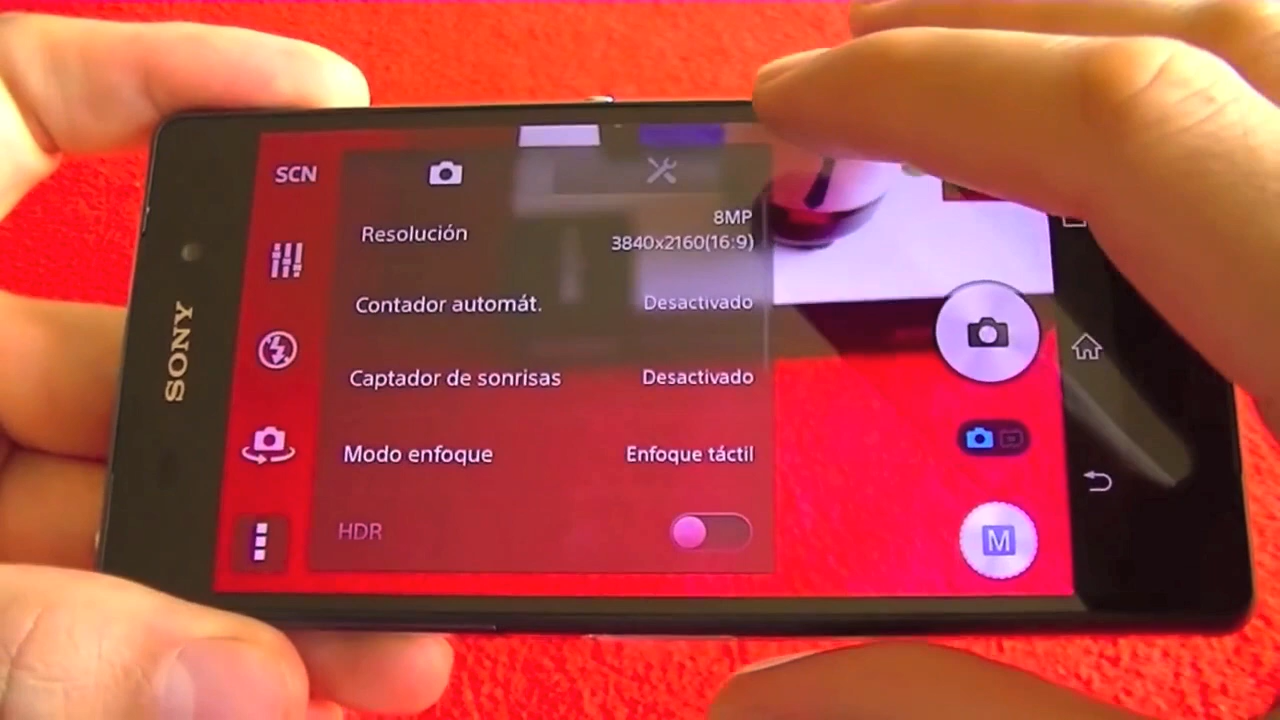 SONY
SCN
Resolución
8MP
3840x2160(16:9)
Contador automát.
Desactivado
Captador de sonrisas
Desactivado
Modo enfoque
Enfoque táctil
HDR
M